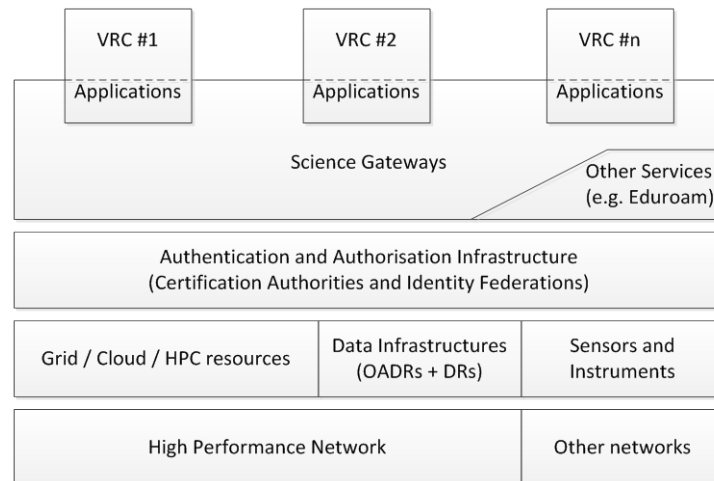 VRC #1
VRC #2
VRC #n
Applications
Applications
Applications
Science Gateways
Other Services
(e.g. Eduroam)
Authentication and Authorisation Infrastructure
(Certification Authorities and Identity Federations)
Grid / Cloud / HPC resources
Data Infrastructures
(OADRs + DRs)
Sensors and
Instruments
High Performance Network
Other networks